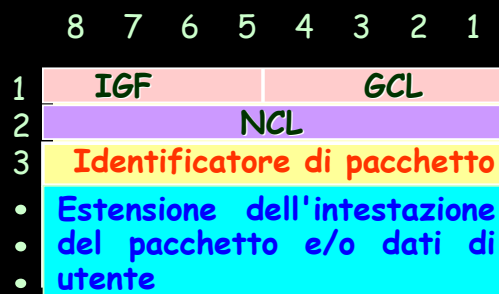 8 7 6 5 4 3 2 1
1 IGF GCL
2 NCL
3 Identificatore di pacchetto
• Estensione dell'intestazione
• del pacchetto e/o dati di
• utente